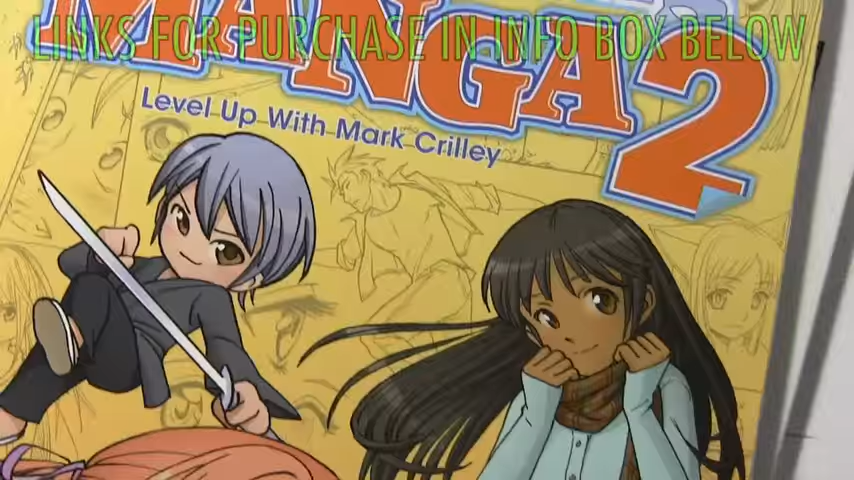 LINKS FOR PURCHASE IN INFO BOX BELOW
MANGA 2
Level Up With Mark Crilley